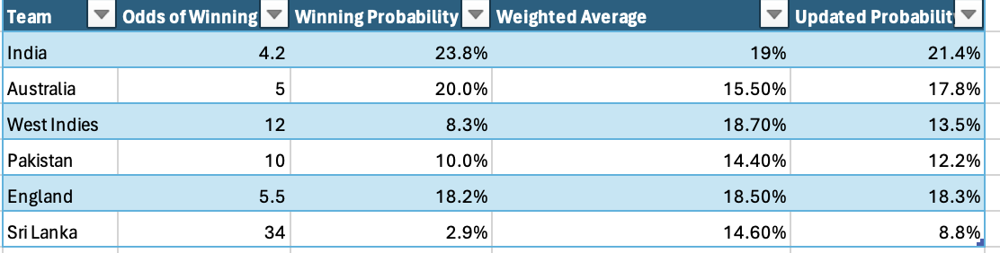 Team Odds of Winning Winning Probability Weighted Average Updated Probabilit
India 4.2 23.8% 19% 21.4%
Australia 5 20.0% 15.50% 17.8%
West Indies 12 8.3% 18.70% 13.5%
Pakistan 10 10.0% 14.40% 12.2%
England 5.5 18.2% 18.50% 18.3%
Sri Lanka 34 2.9% 14.60% 8.8%